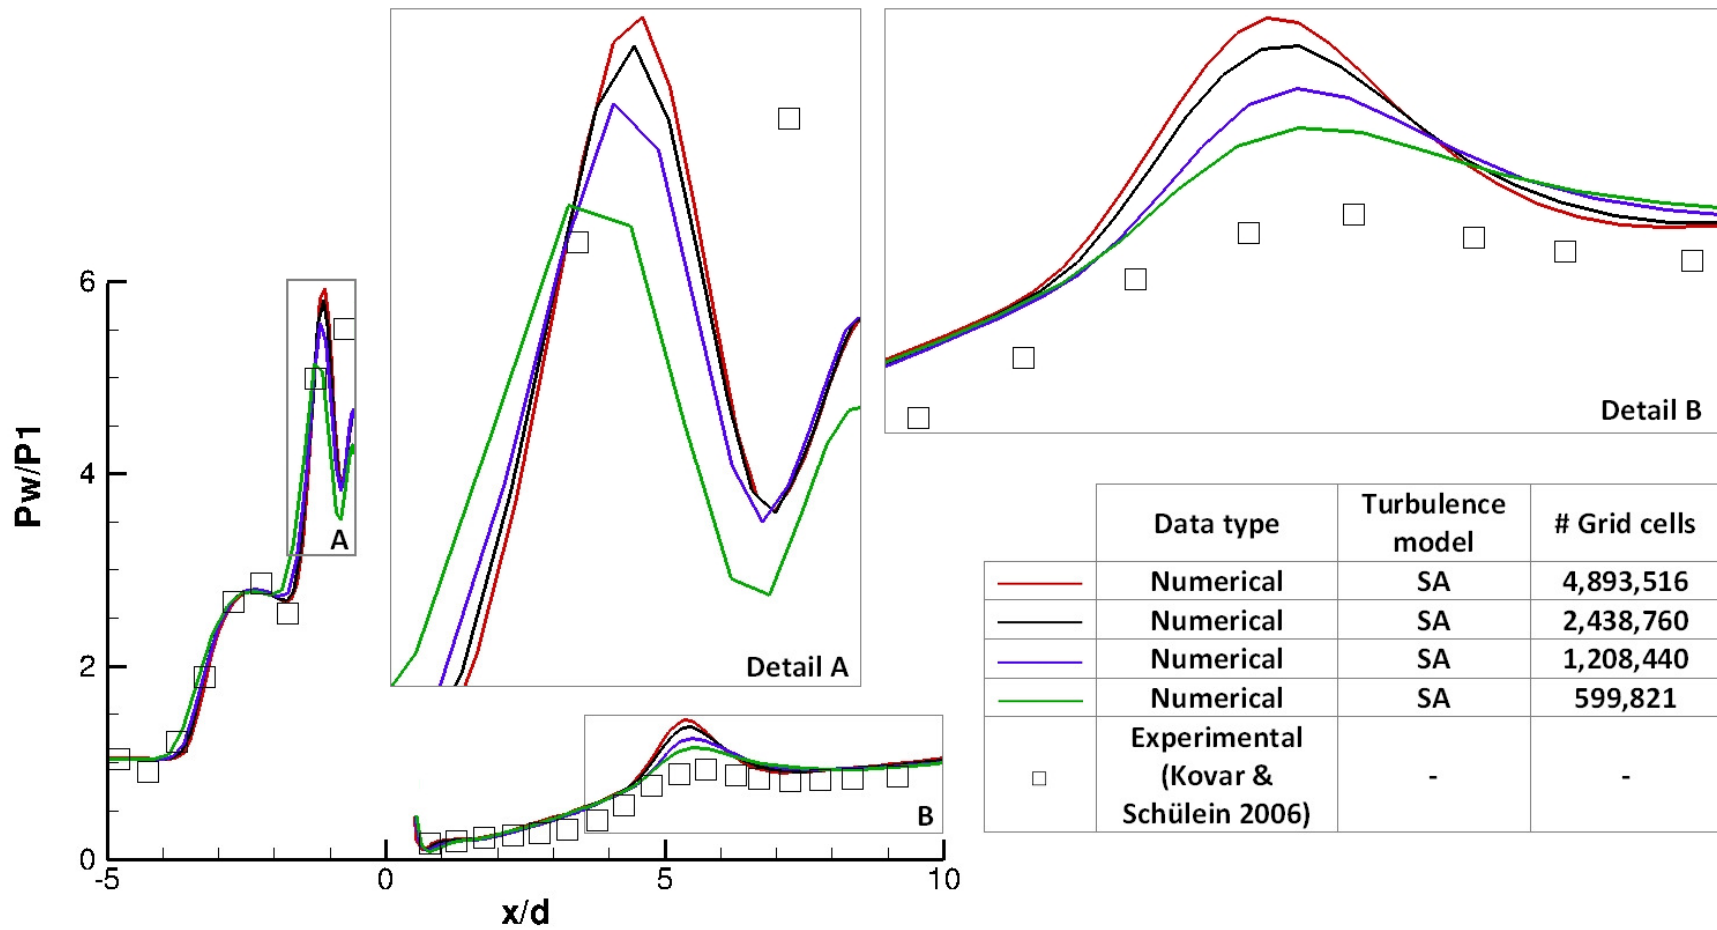 Detail A
Detail B
Pw/P1
6
4
2
0
A
B
-5
0
5
10
x/d
Data type
Turbulence
model
# Grid cells
Numerical SA 4,893,516
Numerical SA 2,438,760
Numerical SA 1,208,440
Numerical SA 599,821
Experimental
(Kovar & - -
Schülein 2006)